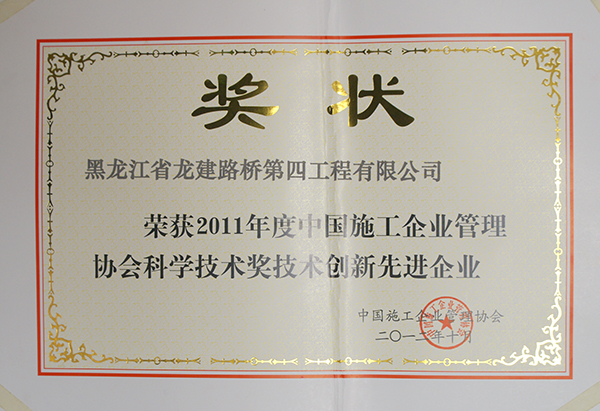 奖状
黑龙江省龙建路桥第四工程有限公司
荣获2011年度中国施工企业管理
协会科学技术奖技术创新先进企业
中国施工企业管理协会
二〇一二年十月